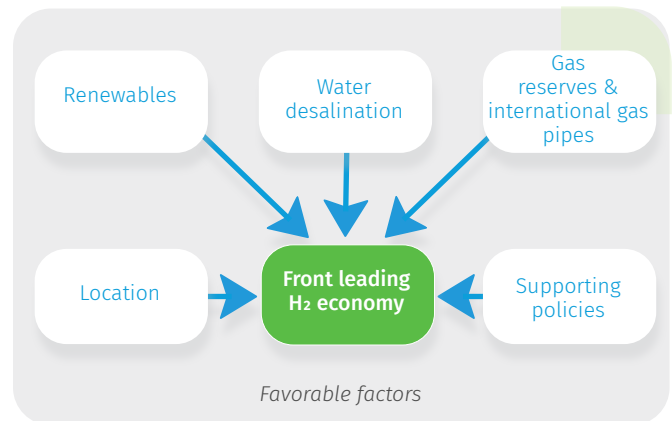 Renewables
Water
desalination
Gas
reserves &
international gas
pipes
Location
Front leading
H₂ economy
Supporting
policies
Favorable factors